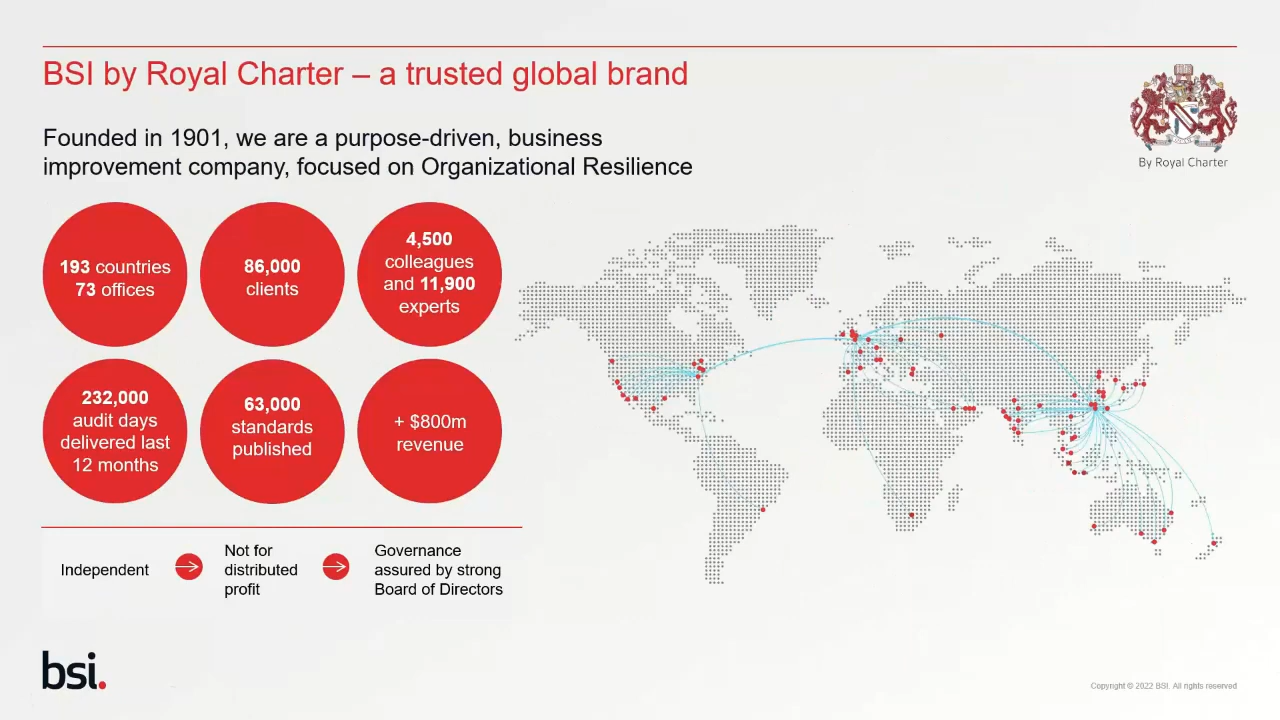 BSI by Royal Charter – a trusted global brand
By Royal Charter
Founded in 1901, we are a purpose-driven, business
improvement company, focused on Organizational Resilience
193 countries
73 offices
86,000
clients
4,500
colleagues
and 11,900
experts
232,000
audit days
delivered last
12 months
63,000
standards
published
+ $800m
revenue
Independent
Not for
distributed
profit
Governance
assured by strong
Board of Directors
bsi.
Copyright © 2022 BSI. All rights reserved